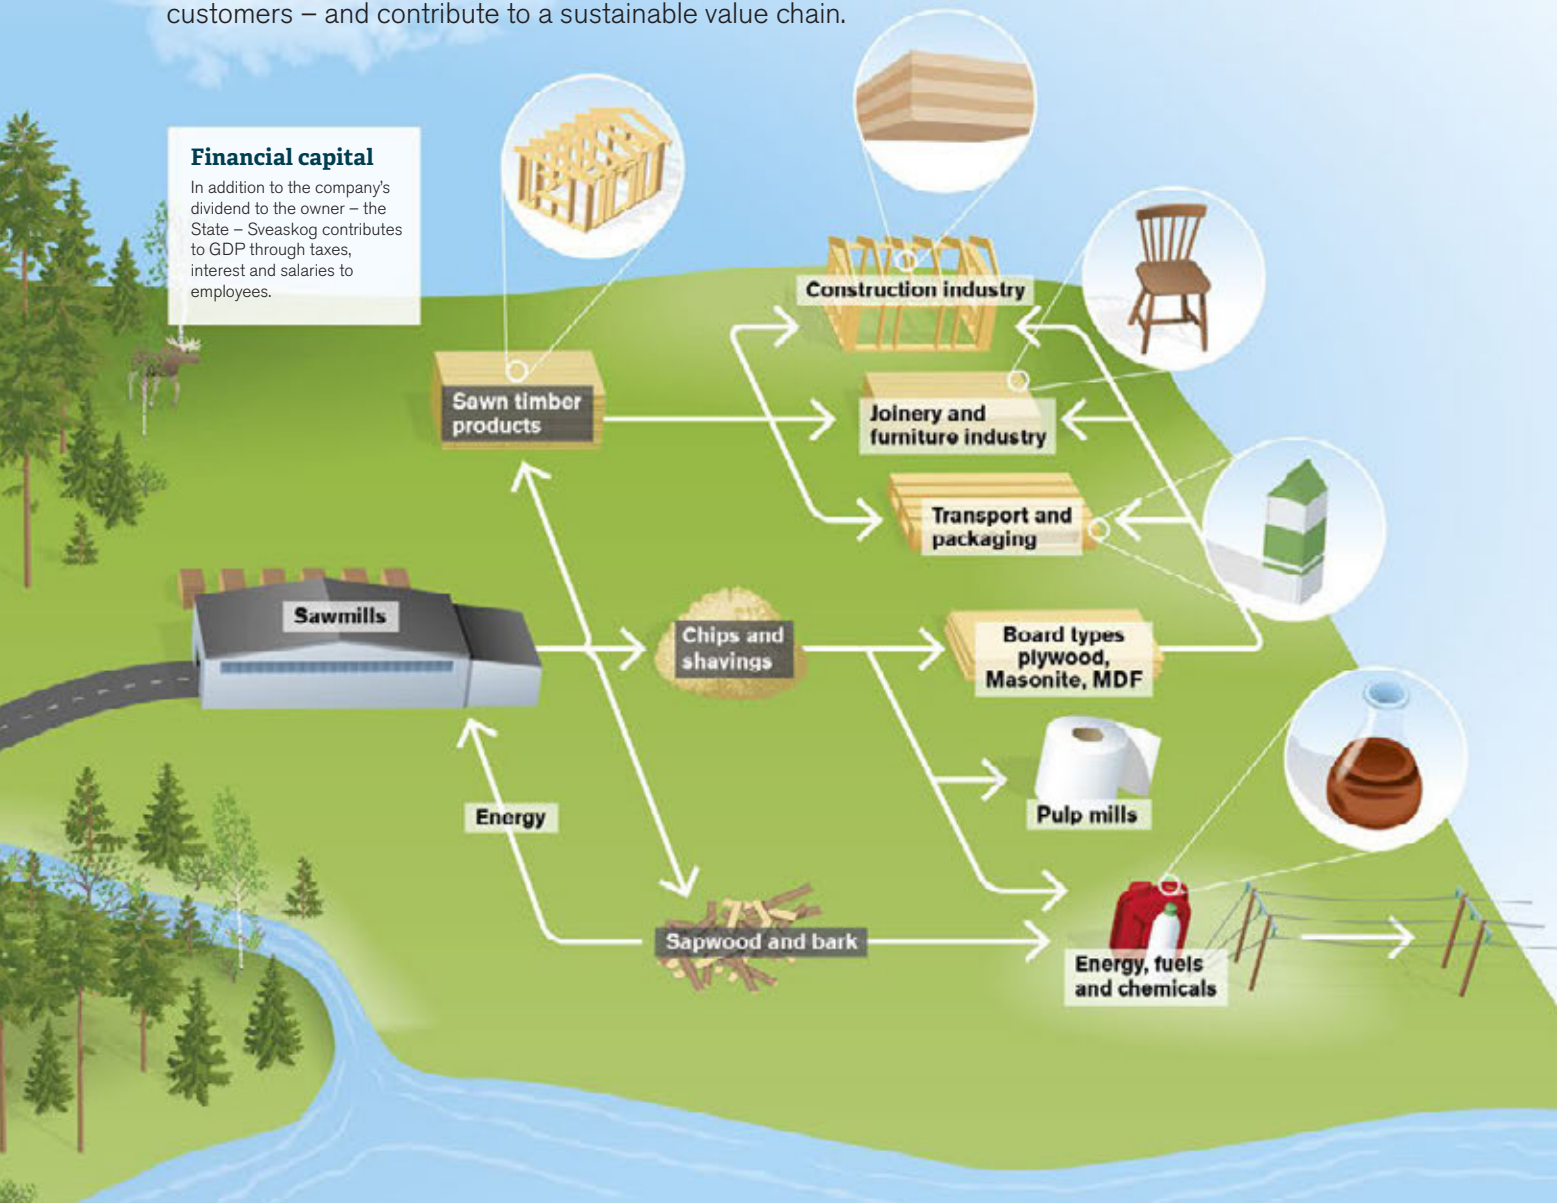 customers – and contribute to a sustainable value chain.
Financial capital
In addition to the company's
dividend to the owner – the
State – Sveaskog contributes
to GDP through taxes,
interest and salaries to
employees.
Construction industry
Sawn timber
products
Joinery and
furniture industry
Transport and
packaging
Sawmills
Chips and
shavings
Board types
plywood,
Masonite, MDF
Pulp mills
Energy
Sapwood and bark
Energy, fuels
and chemicals